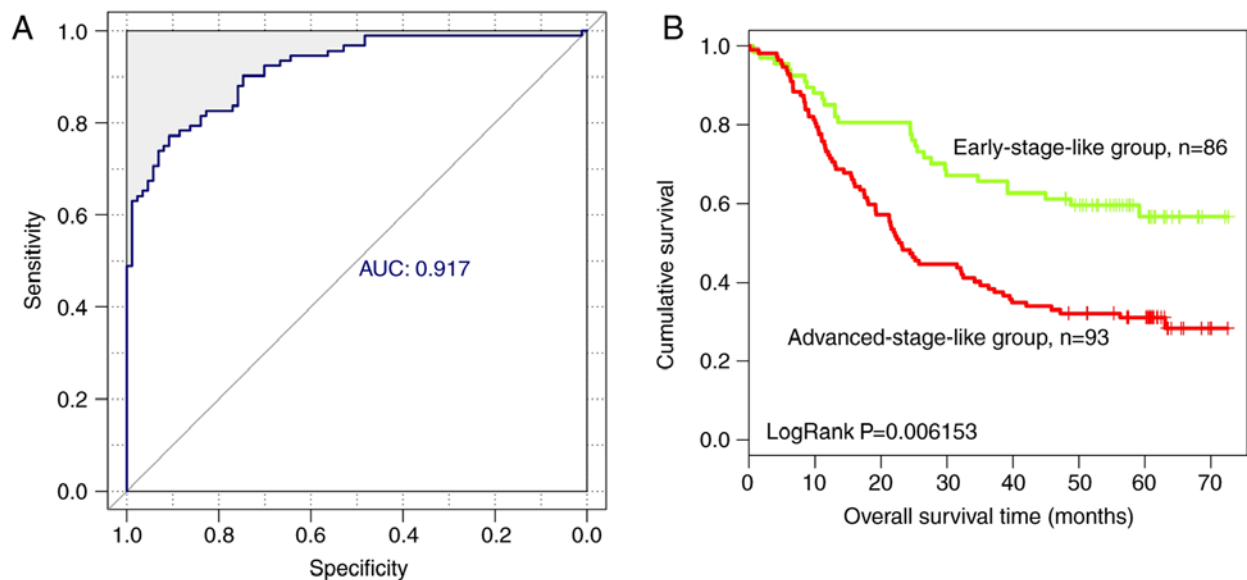 A
1.0
0.8
0.6
0.4
0.2
0.0
Sensitivity
AUC: 0.917
1.0 0.8 0.6 0.4 0.2 0.0
Specificity
B
1.0
0.8
0.6
0.4
0.2
0.0
Cumulative survival
Early-stage-like group, n=86
Advanced-stage-like group, n=93
LogRank P=0.006153
0 10 20 30 40 50 60 70
Overall survival time (months)